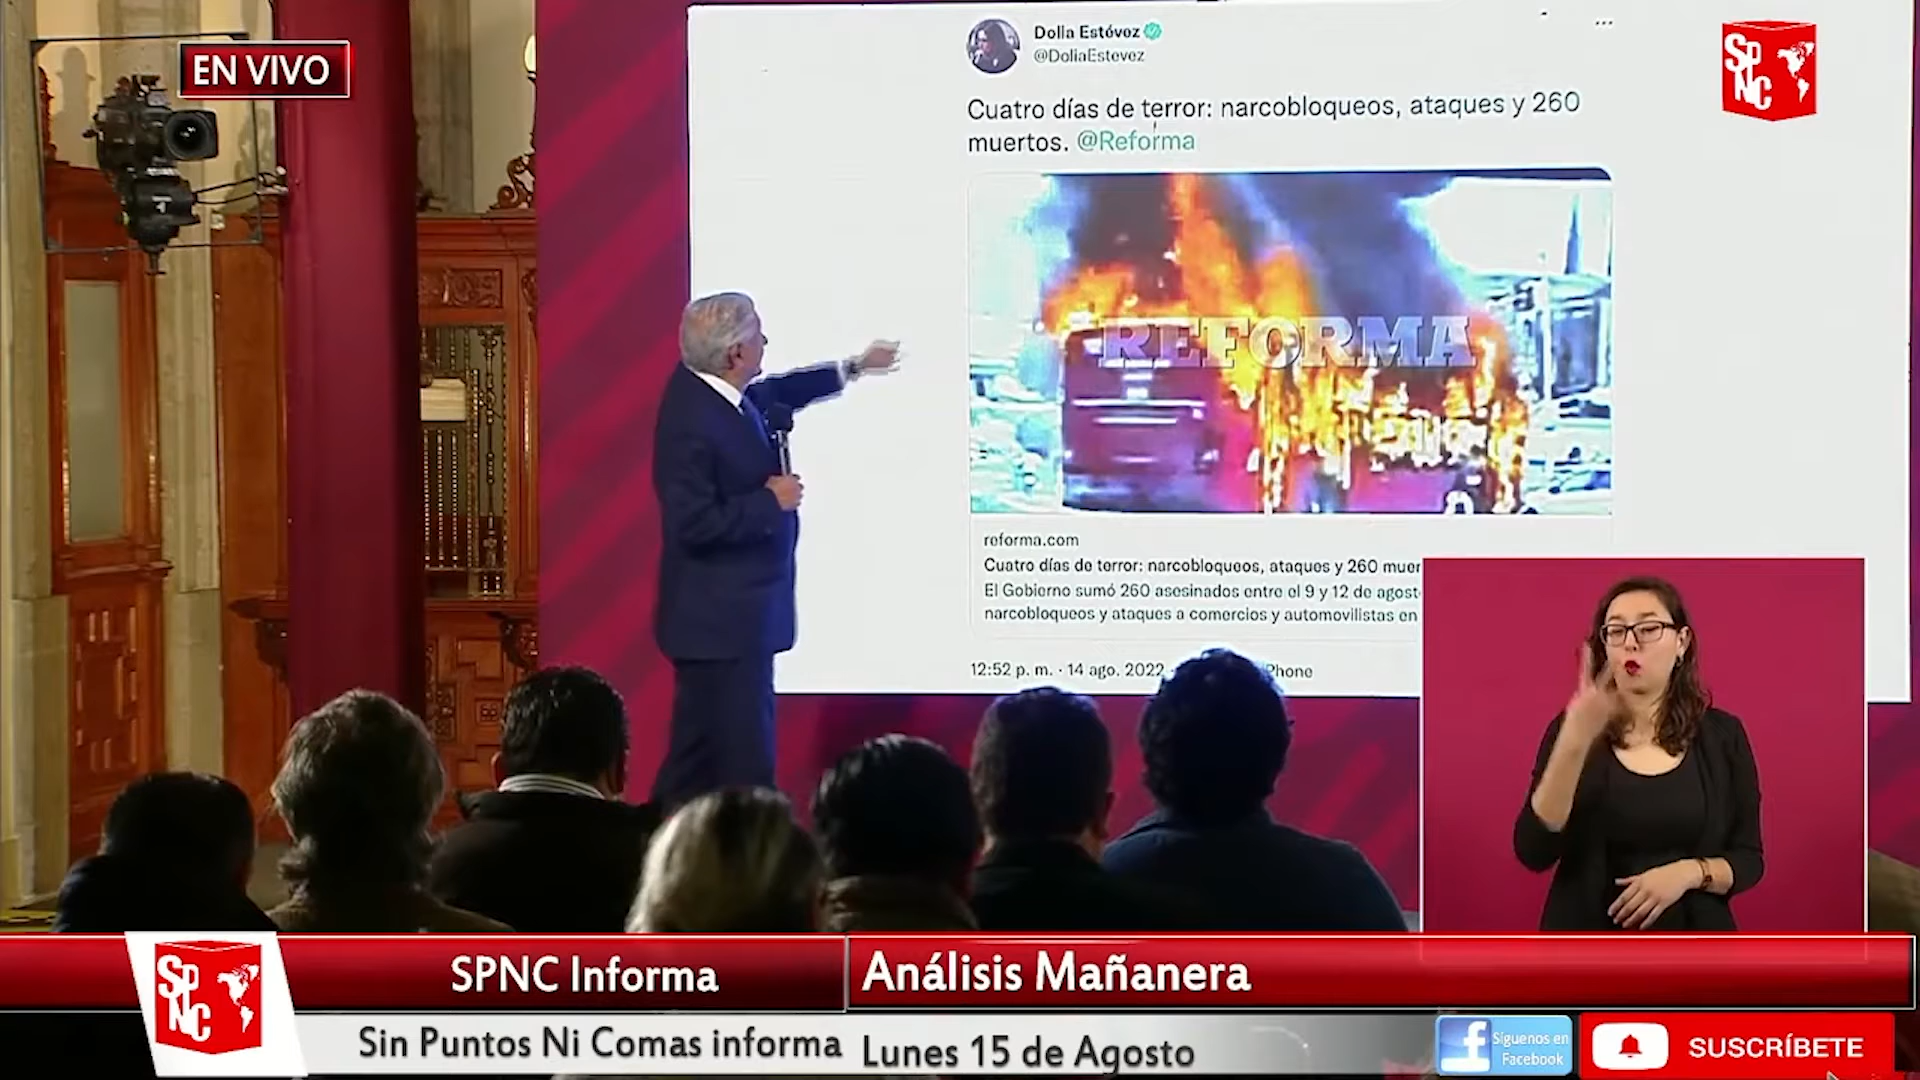 EN VIVO
SPNC
Dolia Estévez
@DoliaEstevez
Cuatro días de terror: narcobloqueos, ataques y 260
muertos. @Reforma
REFORMA
reforma.com
Cuatro días de terror: narcobloqueos, ataques y 260 muer
El Gobierno sumó 260 asesinados entre el 9 y 12 de agost
narcobloqueos y ataques a comercios y automovilistas en
12:52 p. m. · 14 ago. 2022 · Phone
SPNC
SPNC Informa
Análisis Mañanera
Sin Puntos Ni Comas informa
Lunes 15 de Agosto
Síguenos en
Facebook
SUSCRÍBETE